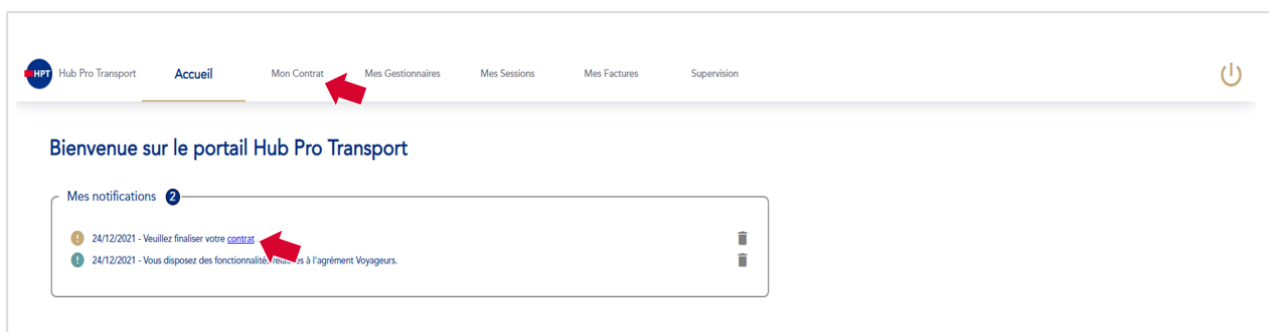 HPT Hub Pro Transport Accueil Mon Contrat Mes Gestionnaires Mes Sessions Mes Factures Supervision
Bienvenue sur le portail Hub Pro Transport
Mes notifications 2
! 24/12/2021 - Veuillez finaliser votre contrat
! 24/12/2021 - Vous disposez des fonctionnalités à l'agrément Voyageurs.